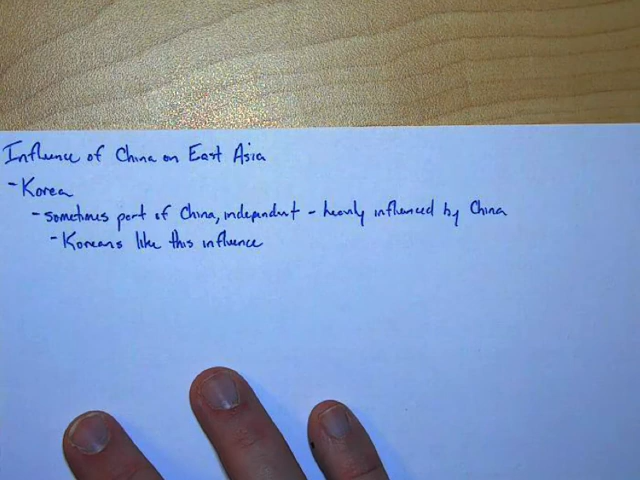 Influence of China on East Asia
- Korea
- sometimes part of China, independent - heavily influenced by China
- Koreans like this influence